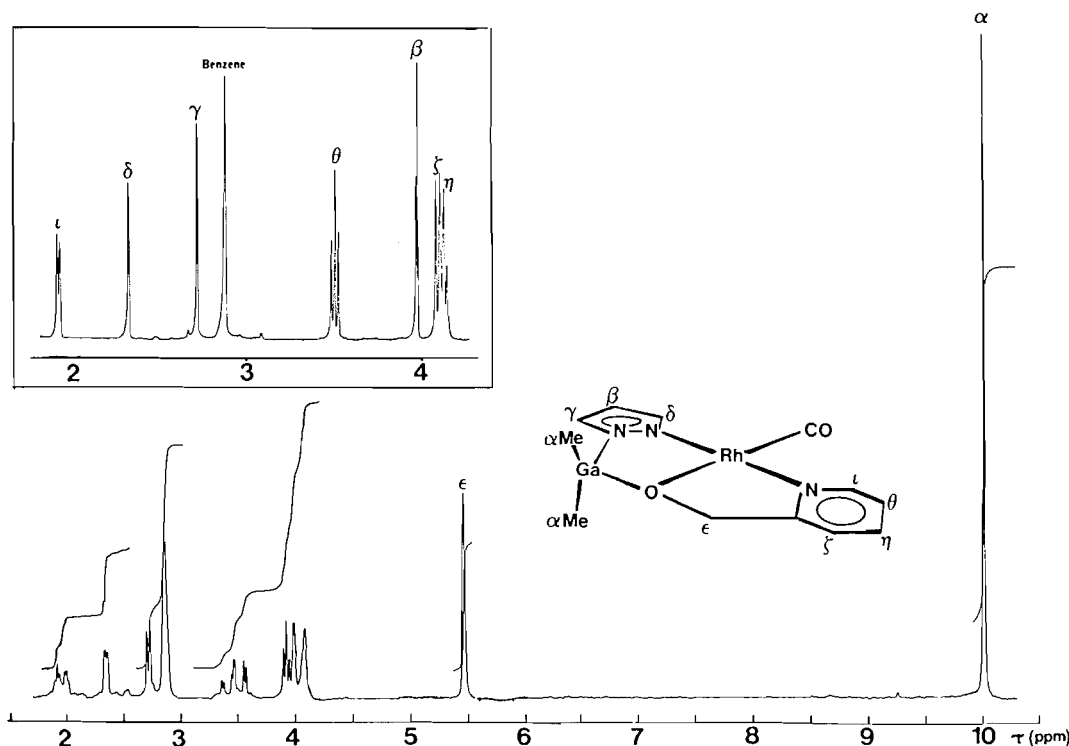 α
β
Benzene
γ
δ
θ
ζ
η
ι
2 3 4
β
γ δ
αMe N N CO
Ga Rh
O N ι
αMe θ
ε
ζ η
ε
2 3 4 5 6 7 8 9 10 τ (ppm)